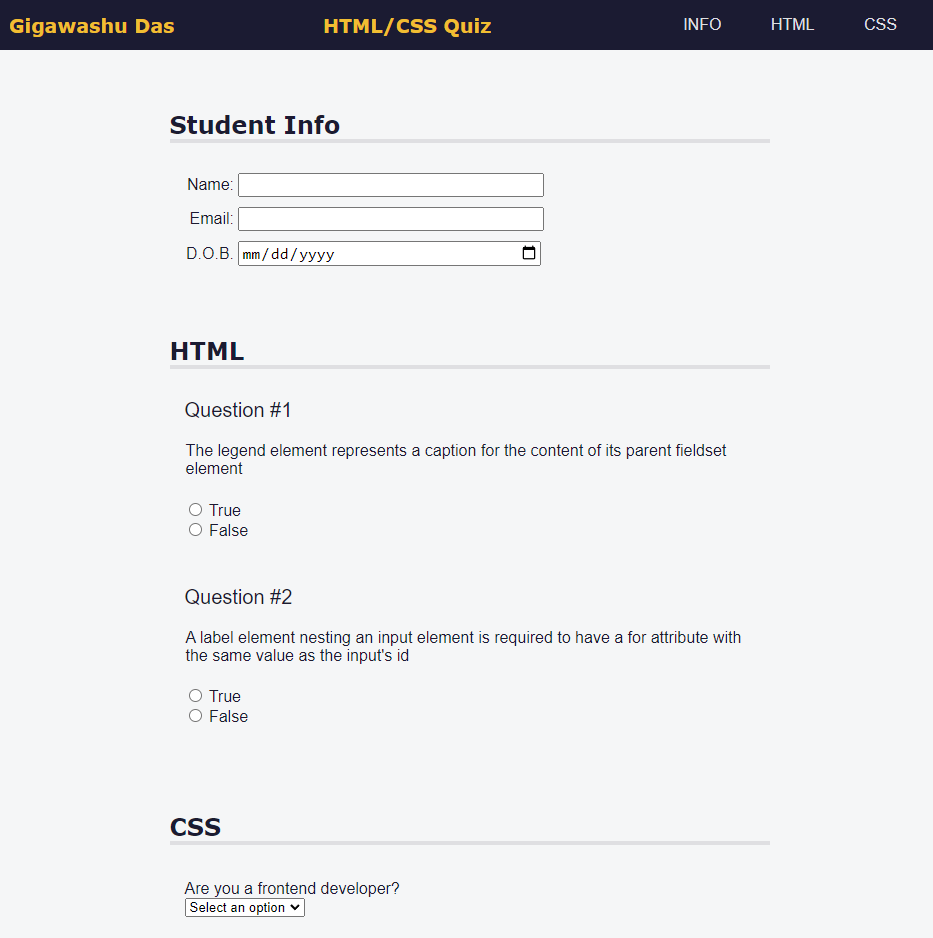 Gigawashu Das HTML/CSS Quiz INFO HTML CSS
Student Info
Name:
Email:
D.O.B. mm/dd/yyyy
HTML
Question #1
The legend element represents a caption for the content of its parent fieldset
element
True
False
Question #2
A label element nesting an input element is required to have a for attribute with
the same value as the input's id
True
False
CSS
Are you a frontend developer?
Select an option